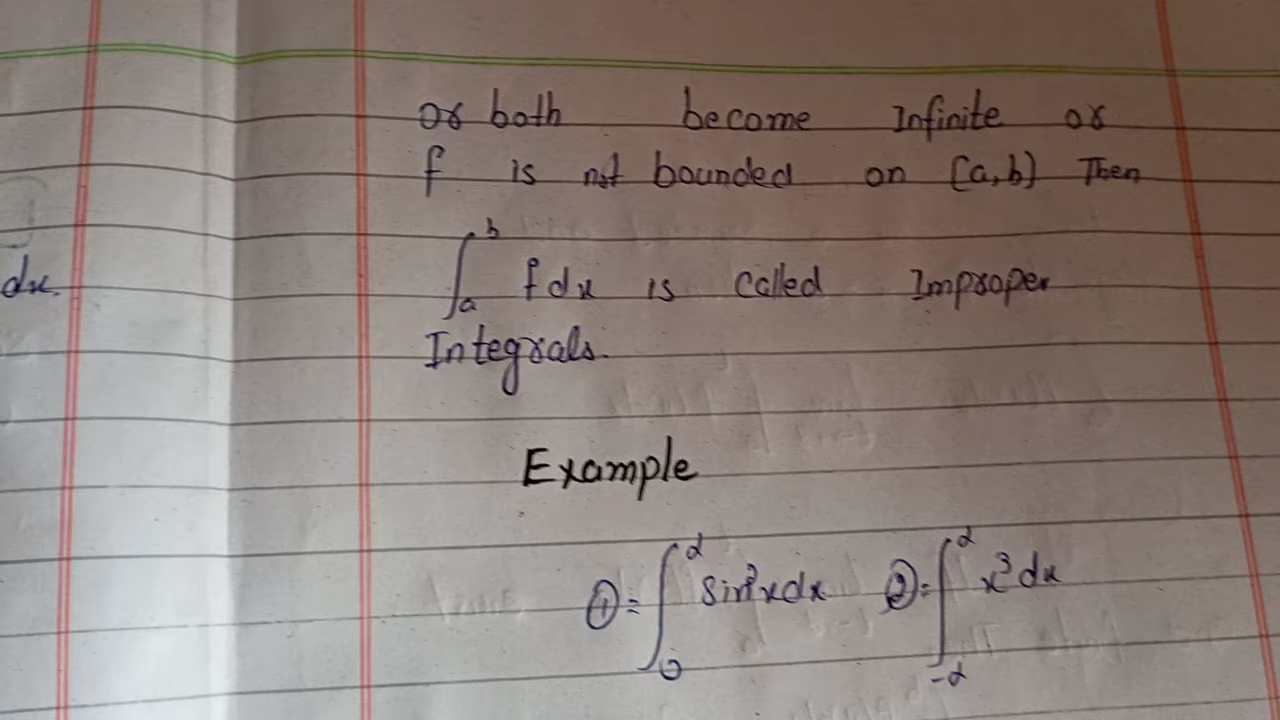 dx.
or both become Infinite or
f is not bounded on [a,b] Then
∫_a^b f dx is called Improper
Integrals.
Example
① = ∫_0^α sin²x dx ② = ∫_-α^α x³ dx